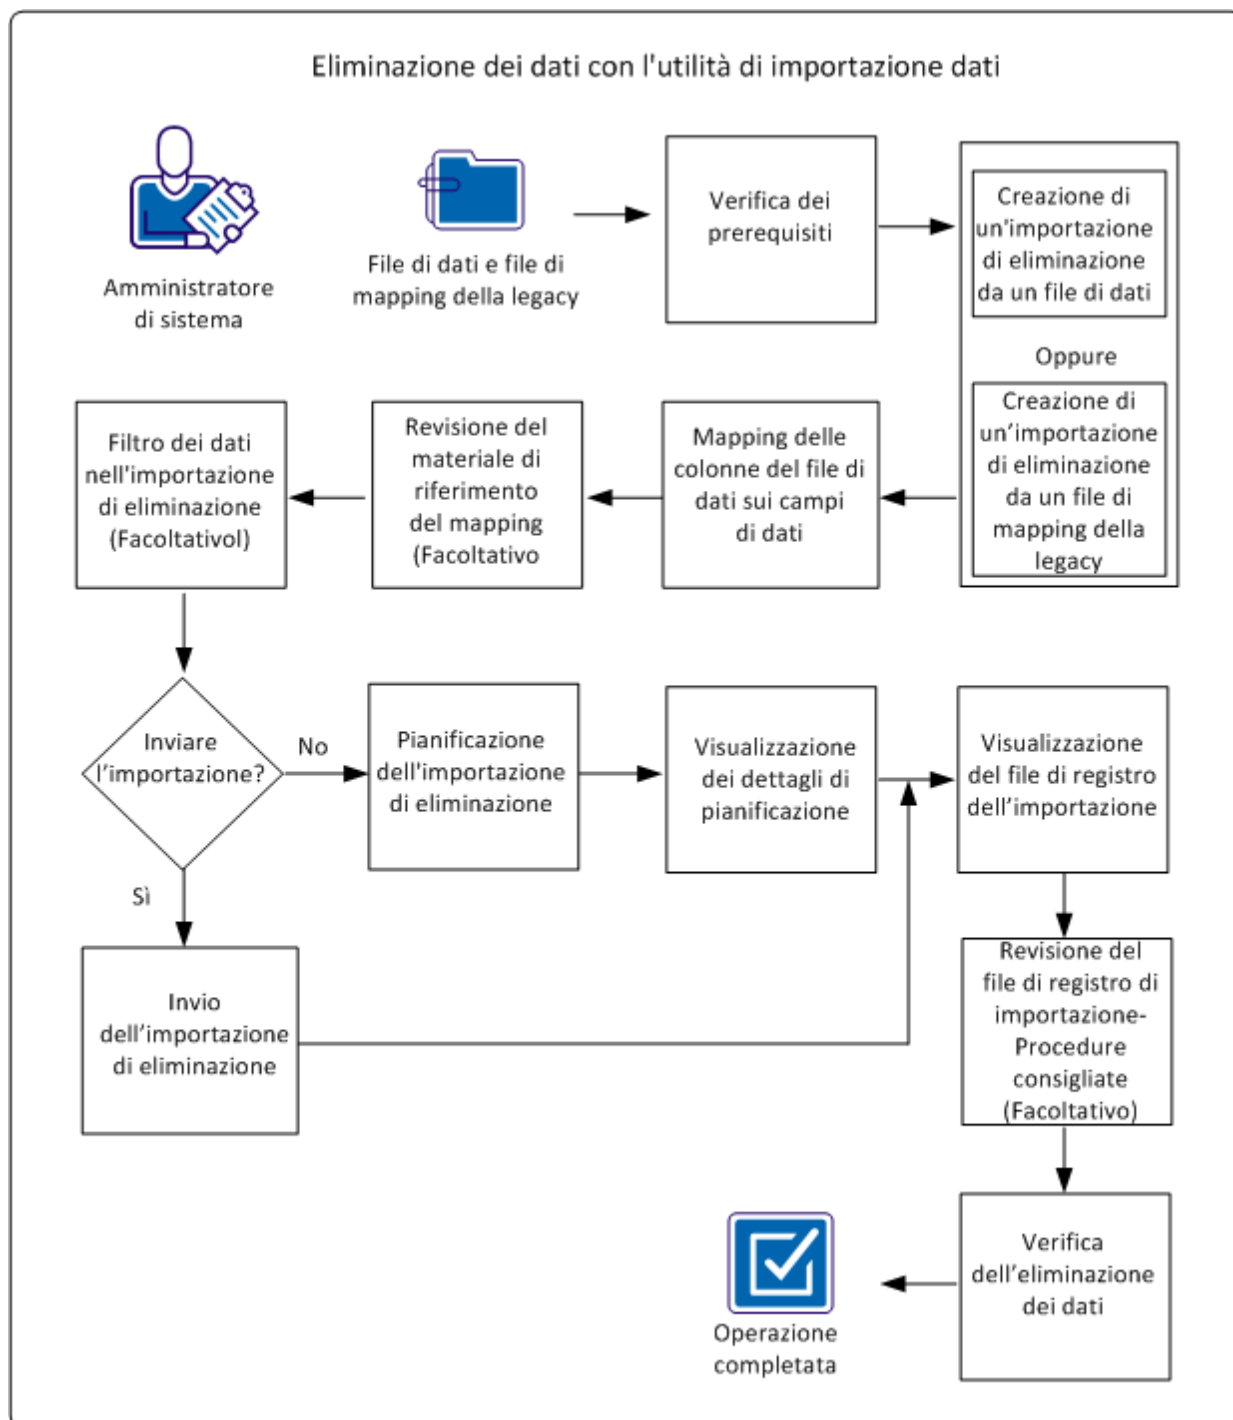 Eliminazione dei dati con l'utilità di importazione dati
Amministratore
di sistema
File di dati e file di
mapping della legacy
Verifica dei
prerequisiti
Creazione di
un'importazione
di eliminazione
da un file di dati
Oppure
Creazione di
un’importazione
di eliminazione
da un file di
mapping della
legacy
Mapping delle
colonne del file di
dati sui campi
di dati
Revisione del
materiale di
riferimento
del mapping
(Facoltativo
Filtro dei dati
nell'importazione
di eliminazione
(Facoltativol)
Inviare
l’importazione?
No
Pianificazione
dell'importazione
di eliminazione
Visualizzazione
dei dettagli di
pianificazione
Visualizzazione
del file di registro
dell’importazione
Sì
Invio
dell’importazione
di eliminazione
Revisione del
file di registro di
importazione-
Procedure
consigliate
(Facoltativo)
Verifica
dell’eliminazione
dei dati
Operazione
completata